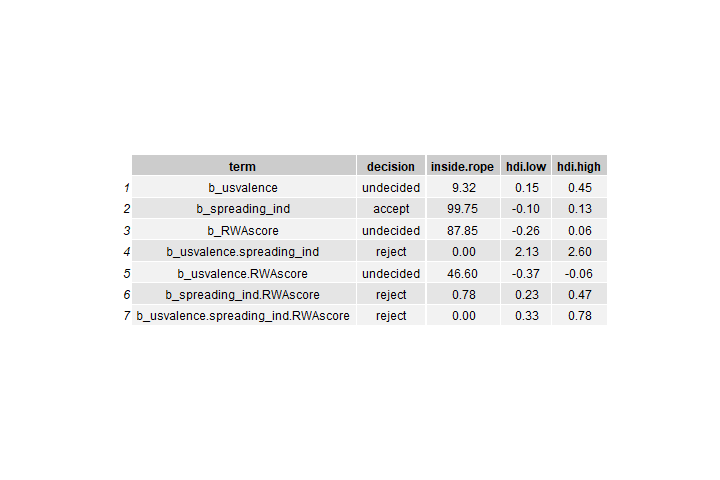 term decision inside.rope hdi.low hdi.high
1 b_usvalence undecided 9.32 0.15 0.45
2 b_spreading_ind accept 99.75 -0.10 0.13
3 b_RWAscore undecided 87.85 -0.26 0.06
4 b_usvalence.spreading_ind reject 0.00 2.13 2.60
5 b_usvalence.RWAscore undecided 46.60 -0.37 -0.06
6 b_spreading_ind.RWAscore reject 0.78 0.23 0.47
7 b_usvalence.spreading_ind.RWAscore reject 0.00 0.33 0.78